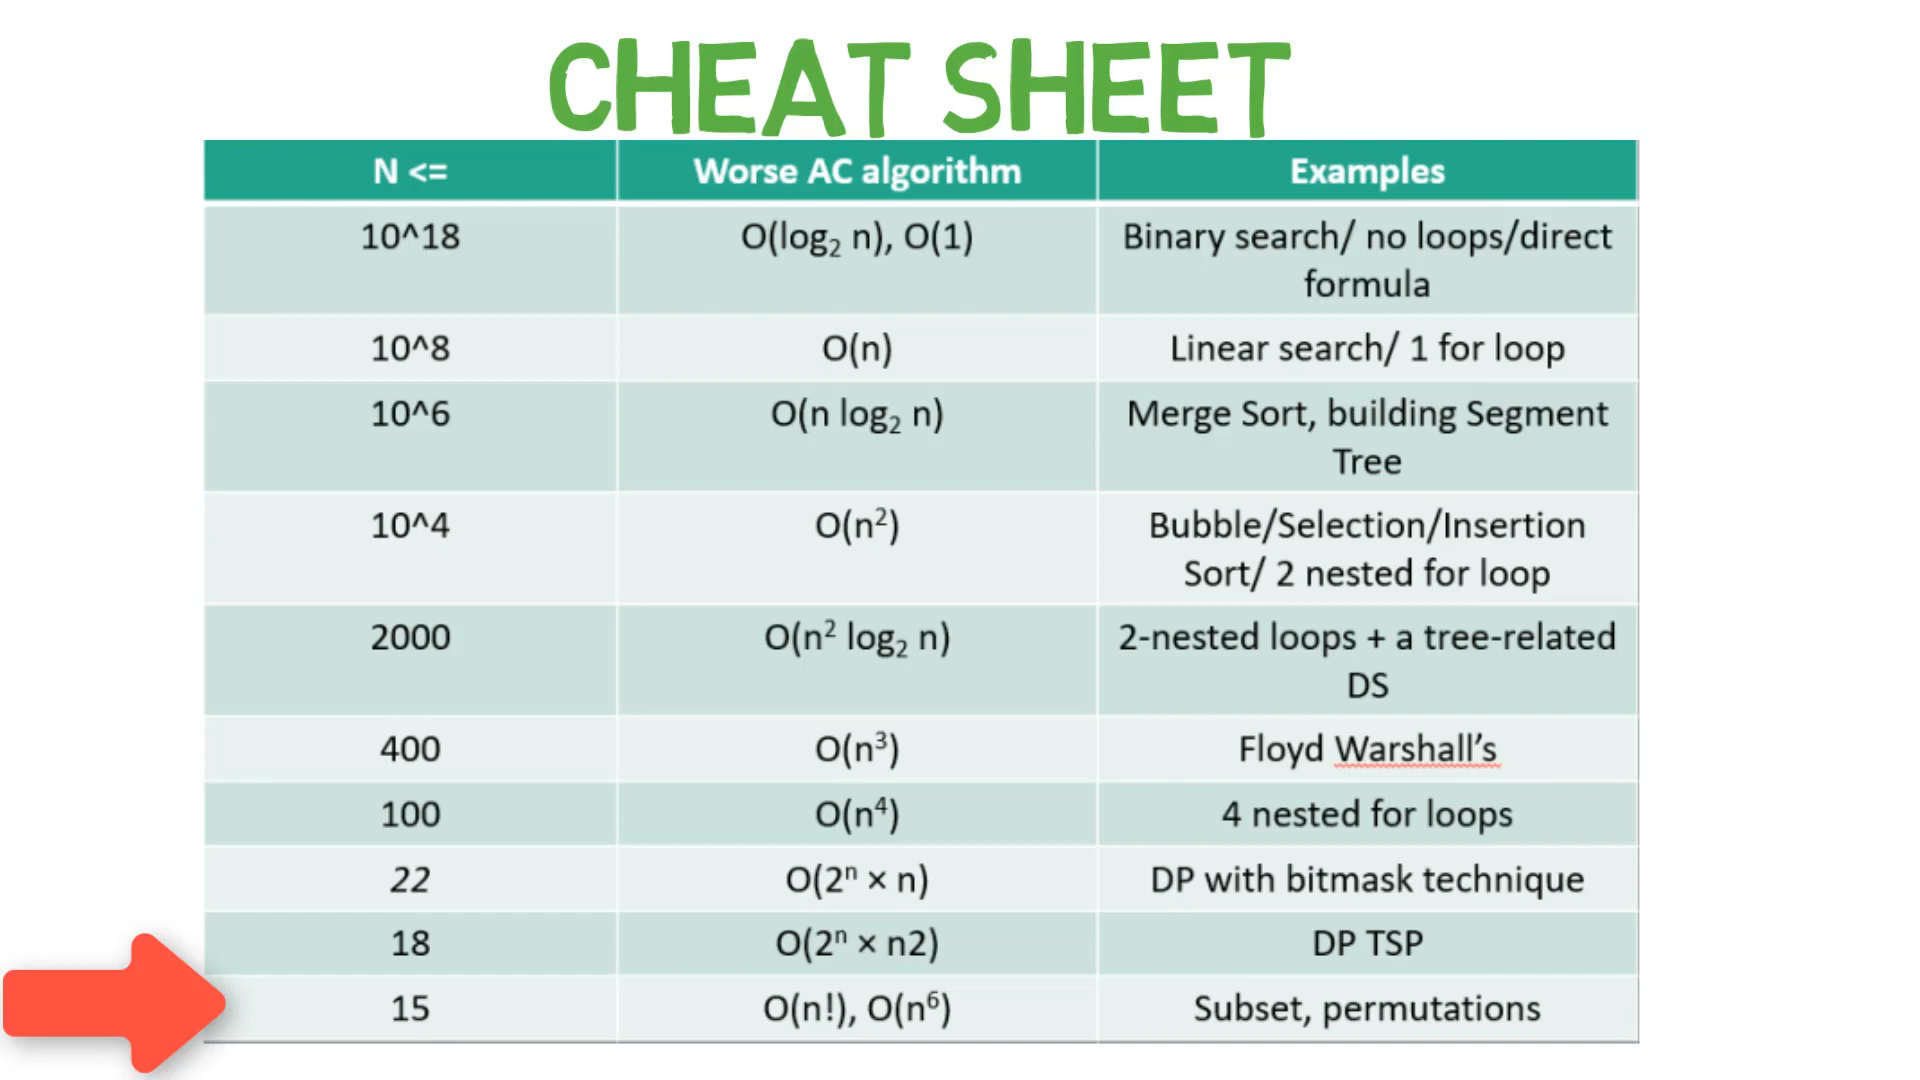 CHEAT SHEET
N <= Worse AC algorithm Examples
10^18 O(log₂ n), O(1) Binary search/ no loops/direct
formula
10^8 O(n) Linear search/ 1 for loop
10^6 O(n log₂ n) Merge Sort, building Segment
Tree
10^4 O(n²) Bubble/Selection/Insertion
Sort/ 2 nested for loop
2000 O(n² log₂ n) 2-nested loops + a tree-related
DS
400 O(n³) Floyd Warshall’s
100 O(n⁴) 4 nested for loops
22 O(2ⁿ × n) DP with bitmask technique
18 O(2ⁿ × n2) DP TSP
15 O(n!), O(n⁶) Subset, permutations